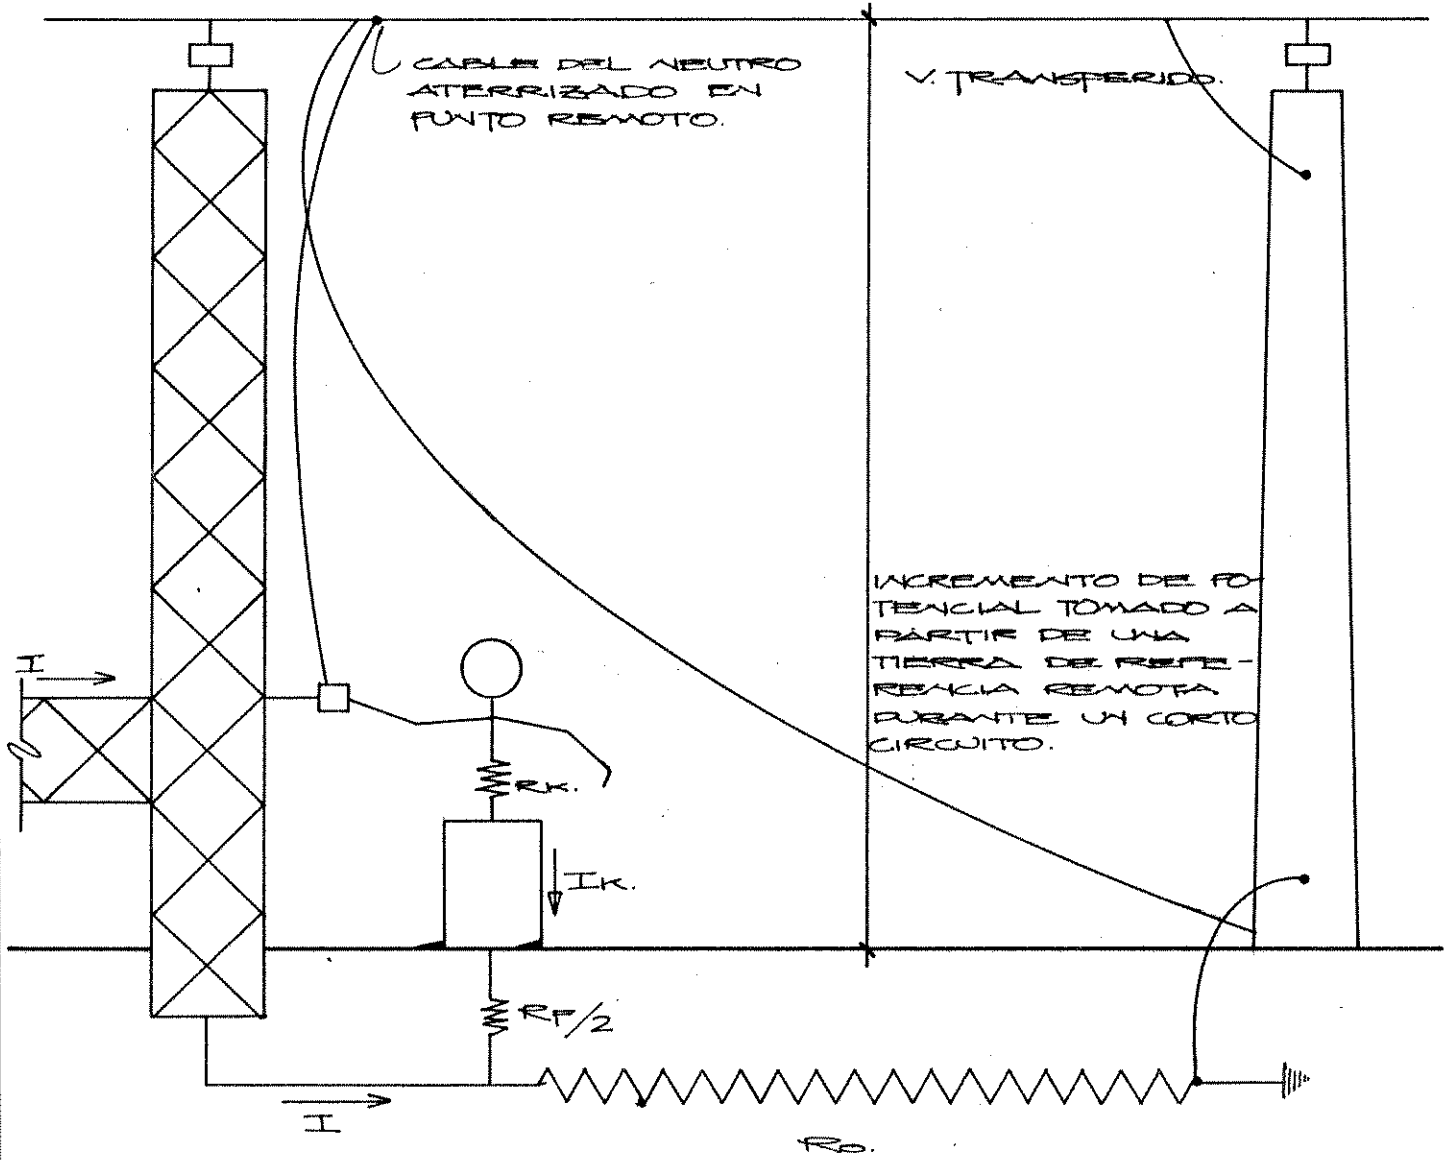 CABLE DEL NEUTRO
ATERRIZADO EN
PUNTO REMOTO.
V. TRANSFERIDO.
INCREMENTO DE PO-
TENCIAL TOMADO A
PARTIR DE UNA
TIERRA DE REFE-
RENCIA REMOTA
DURANTE UN CORTO
CIRCUITO.
I
RK.
IK.
RF/2
I
RO.